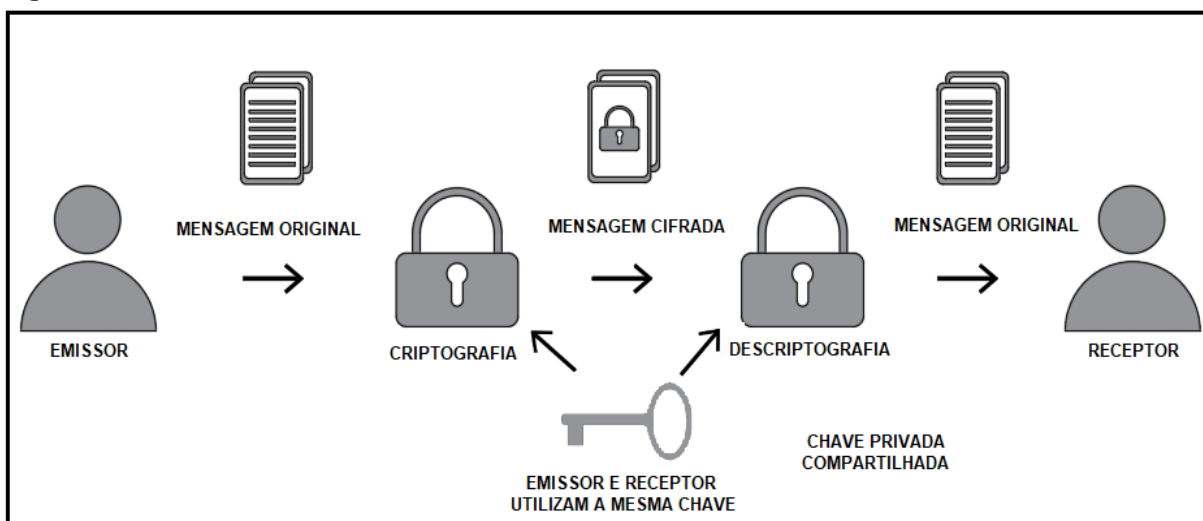 MENSAGEM ORIGINAL
MENSAGEM CIFRADA
MENSAGEM ORIGINAL
EMISSOR
CRIPTOGRAFIA
DESCRIPTOGRAFIA
RECEPTOR
EMISSOR E RECEPTOR
UTILIZAM A MESMA CHAVE
CHAVE PRIVADA
COMPARTILHADA